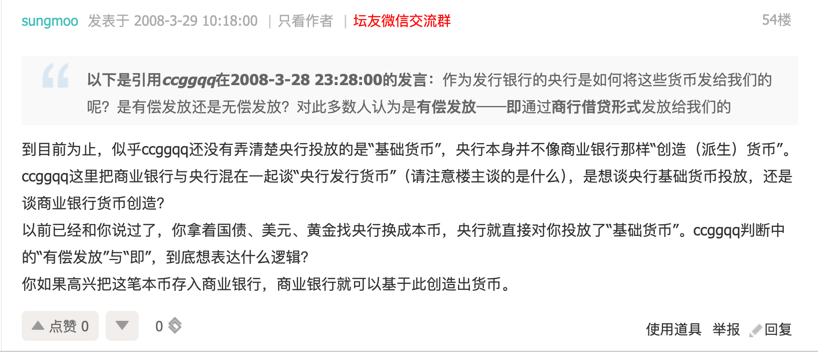 sungmoo 发表于 2008-3-29 10:18:00 | 只看作者 | 坛友微信交流群 54楼
以下是引用ccggqq在2008-3-28 23:28:00的发言：作为发行银行的央行是如何将这些货币发给我们的
呢？是有偿发放还是无偿发放？对此多数人认为是有偿发放——即通过商行借贷形式发放给我们的
到目前为止，似乎ccggqq还没有弄清楚央行投放的是“基础货币”，央行本身并不像商业银行那样“创造（派生）货币”。
ccggqq这里把商业银行与央行混在一起谈“央行发行货币”（请注意楼主谈的是什么），是想谈央行基础货币投放，还是
谈商业银行货币创造？
以前已经和你说过了，你拿着国债、美元、黄金找央行换成本币，央行就直接对你投放了“基础货币”。ccggqq判断中
的“有偿发放”与“即”，到底想表达什么逻辑？
你如果高兴把这笔本币存入商业银行，商业银行就可以基于此创造出货币。
点赞 0 0 使用道具 举报 回复